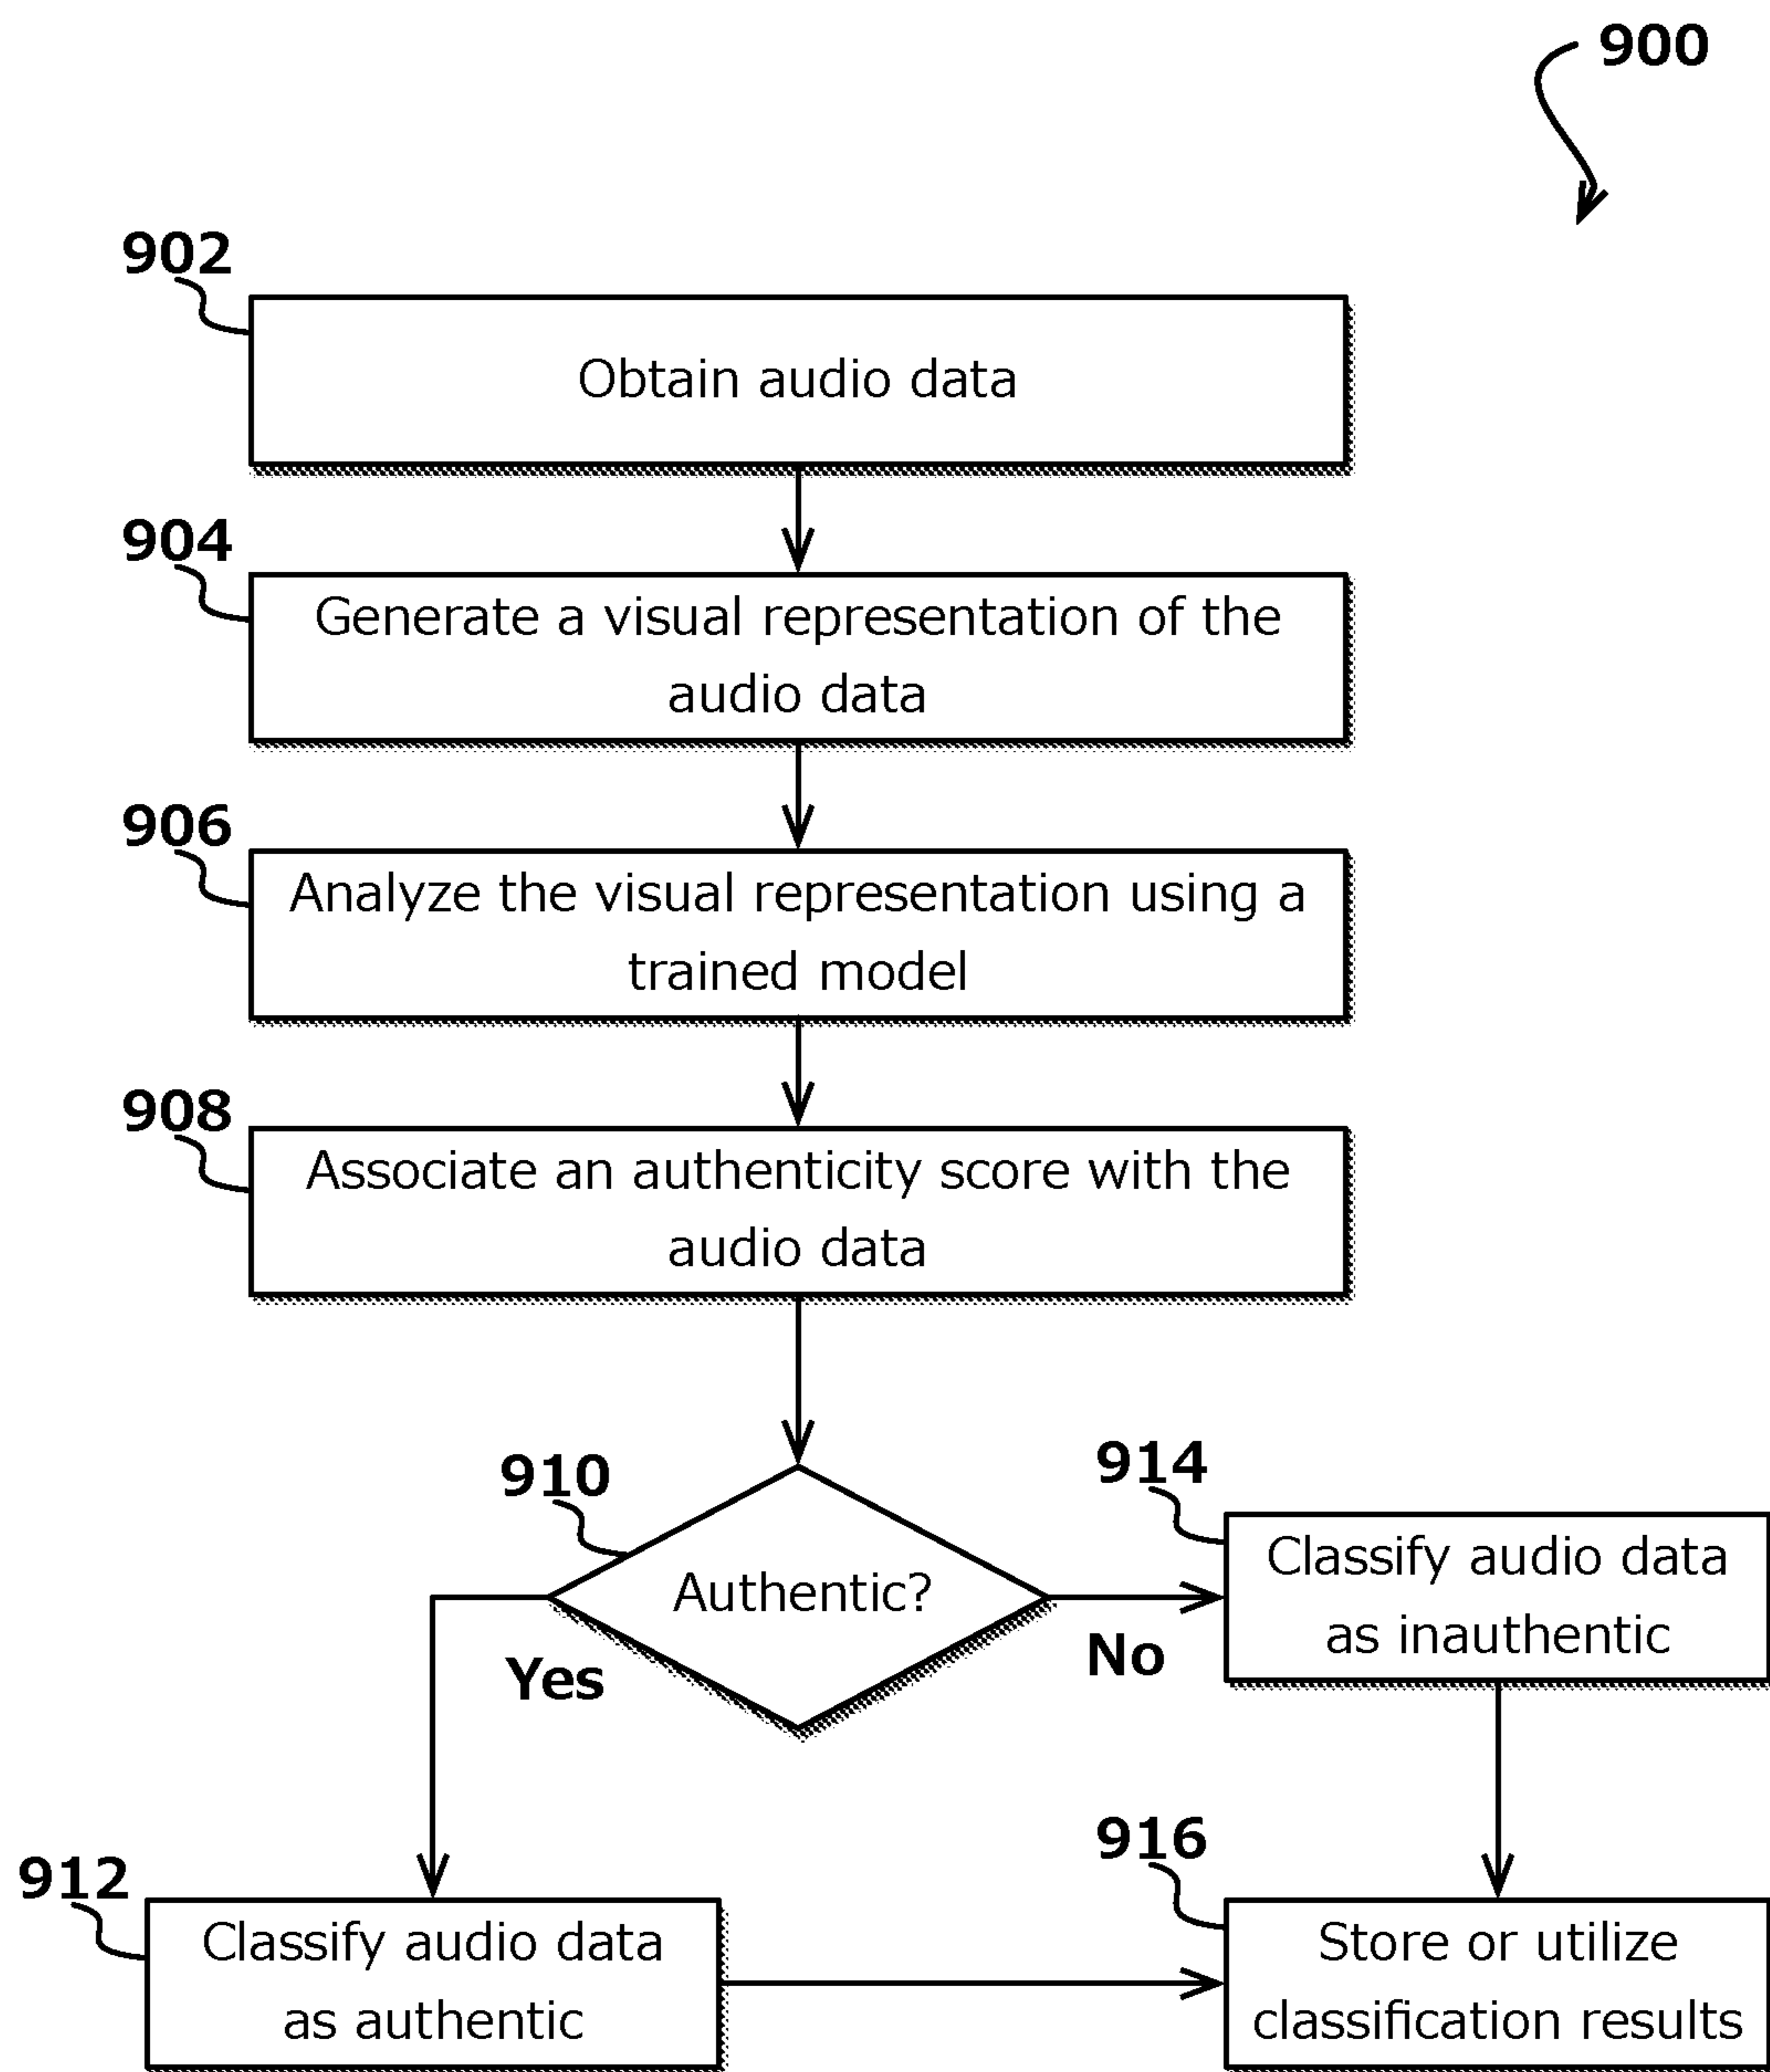 900
902
Obtain audio data
904
Generate a visual representation of the
audio data
906
Analyze the visual representation using a
trained model
908
Associate an authenticity score with the
audio data
910
Authentic?
Yes
No
914
Classify audio data
as inauthentic
912
Classify audio data
as authentic
916
Store or utilize
classification results